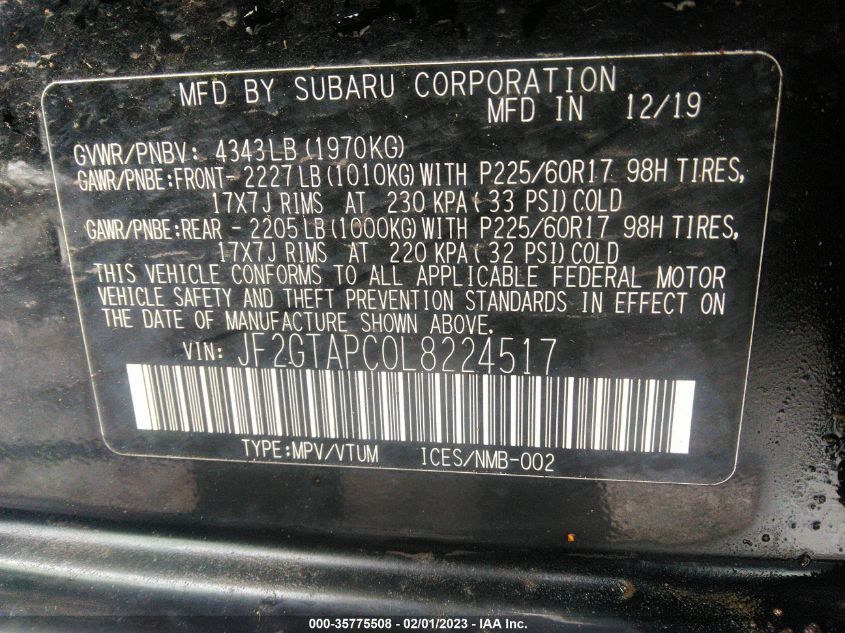 MFD BY SUBARU CORPORATION
MFD IN 12/19
GVWR/PNBV: 4343LB (1970KG)
GAWR/PNBE:FRONT- 2227LB (1010KG) WITH P225/60R17 98H TIRES,
17X7J RIMS AT 230 KPA ( 33 PSI) COLD
GAWR/PNBE:REAR - 2205LB (1000KG) WITH P225/60R17 98H TIRES,
17X7J RIMS AT 220 KPA ( 32 PSI) COLD
THIS VEHICLE CONFORMS TO ALL APPLICABLE FEDERAL MOTOR
VEHICLE SAFETY AND THEFT PREVENTION STANDARDS IN EFFECT ON
THE DATE OF MANUFACTURE SHOWN ABOVE.
VIN: JF2GTAPC0L8224517
TYPE:MPV/VTUM ICES/NMB-002
000-35775508 - 02/01/2023 - IAA Inc.